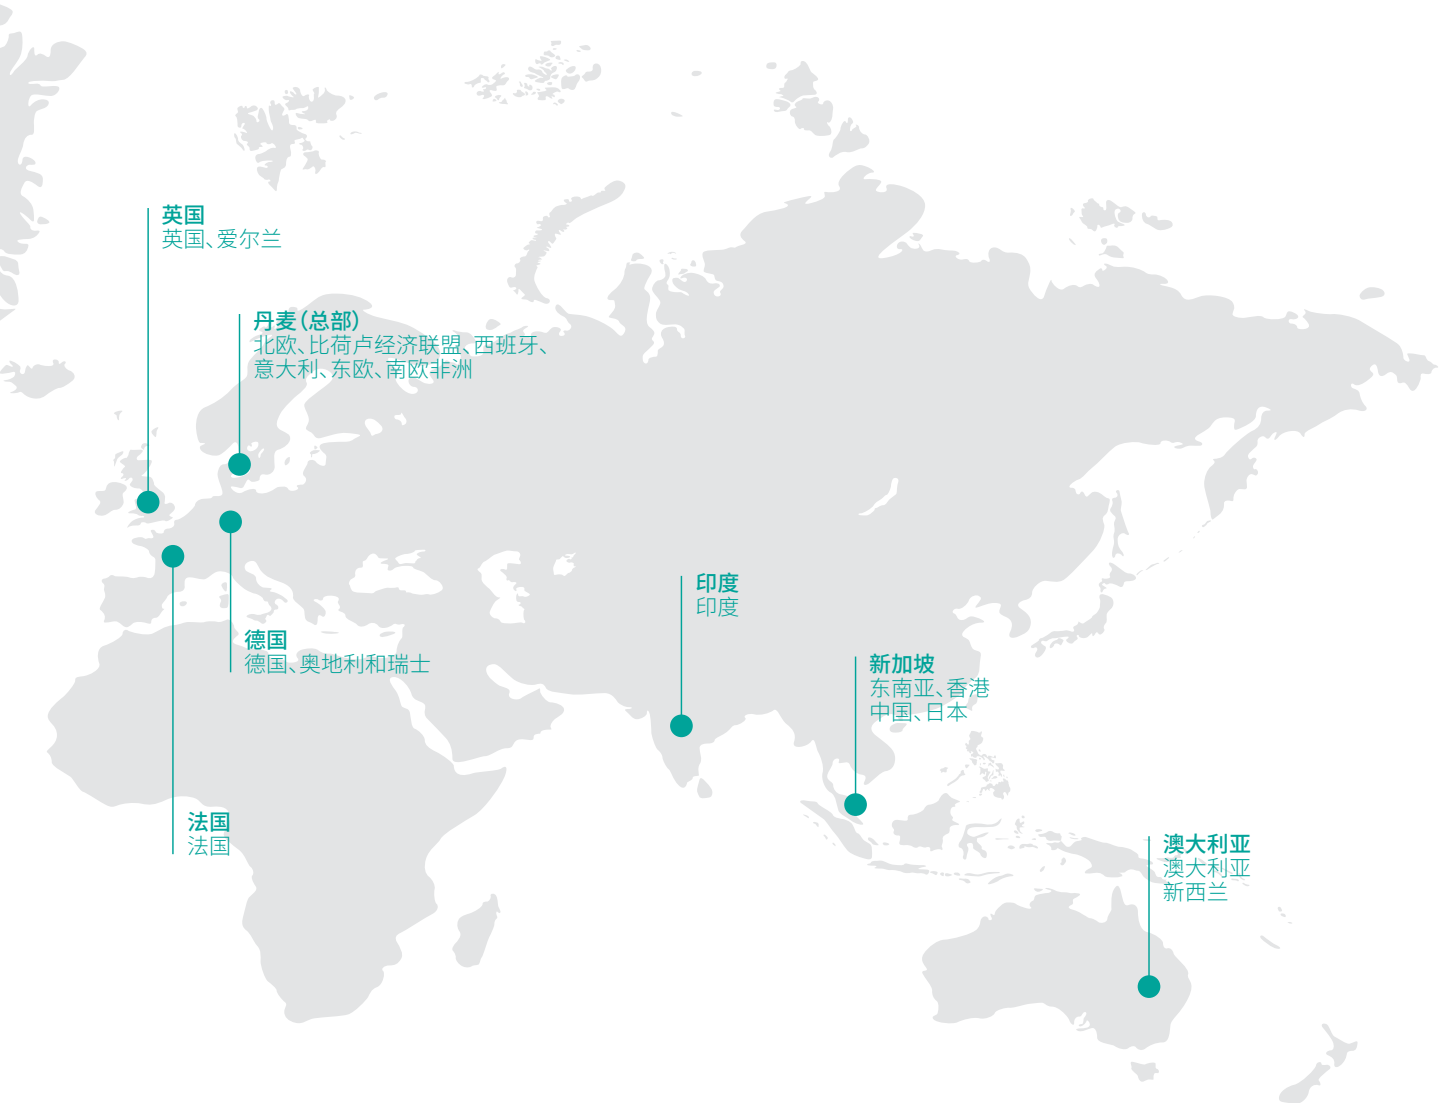 英国
英国、爱尔兰
丹麦（总部）
北欧、比荷卢经济联盟、西班牙、
意大利、东欧、南欧非洲
德国
德国、奥地利和瑞士
法国
法国
印度
印度
新加坡
东南亚、香港
中国、日本
澳大利亚
澳大利亚
新西兰